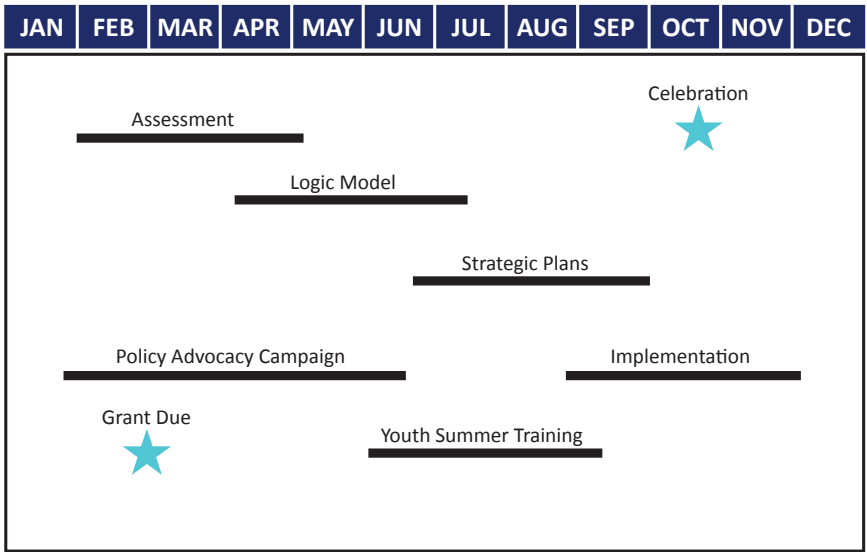 JAN FEB MAR APR MAY JUN JUL AUG SEP OCT NOV DEC
Celebration
Assessment
Logic Model
Strategic Plans
Policy Advocacy Campaign
Implementation
Grant Due
Youth Summer Training